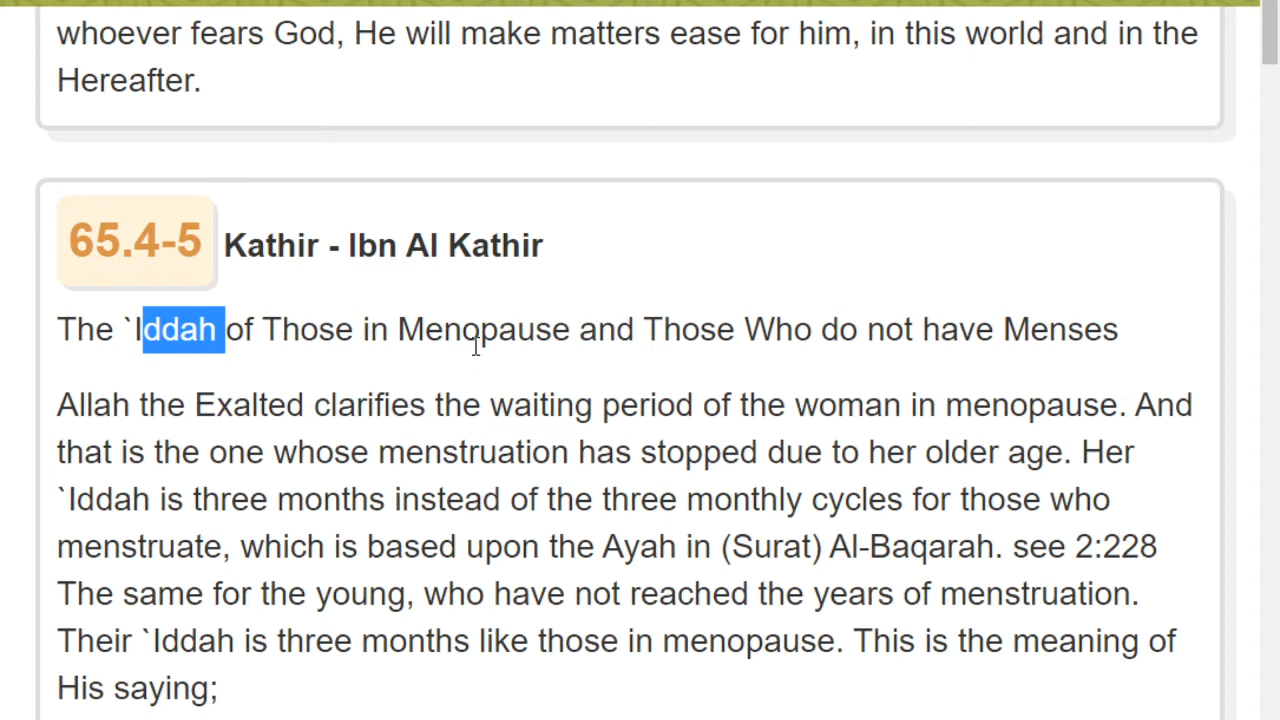 whoever fears God, He will make matters ease for him, in this world and in the
Hereafter.
65.4-5 Kathir - Ibn Al Kathir
The `Iddah of Those in Menopause and Those Who do not have Menses
Allah the Exalted clarifies the waiting period of the woman in menopause. And
that is the one whose menstruation has stopped due to her older age. Her
`Iddah is three months instead of the three monthly cycles for those who
menstruate, which is based upon the Ayah in (Surat) Al-Baqarah. see 2:228
The same for the young, who have not reached the years of menstruation.
Their `Iddah is three months like those in menopause. This is the meaning of
His saying;